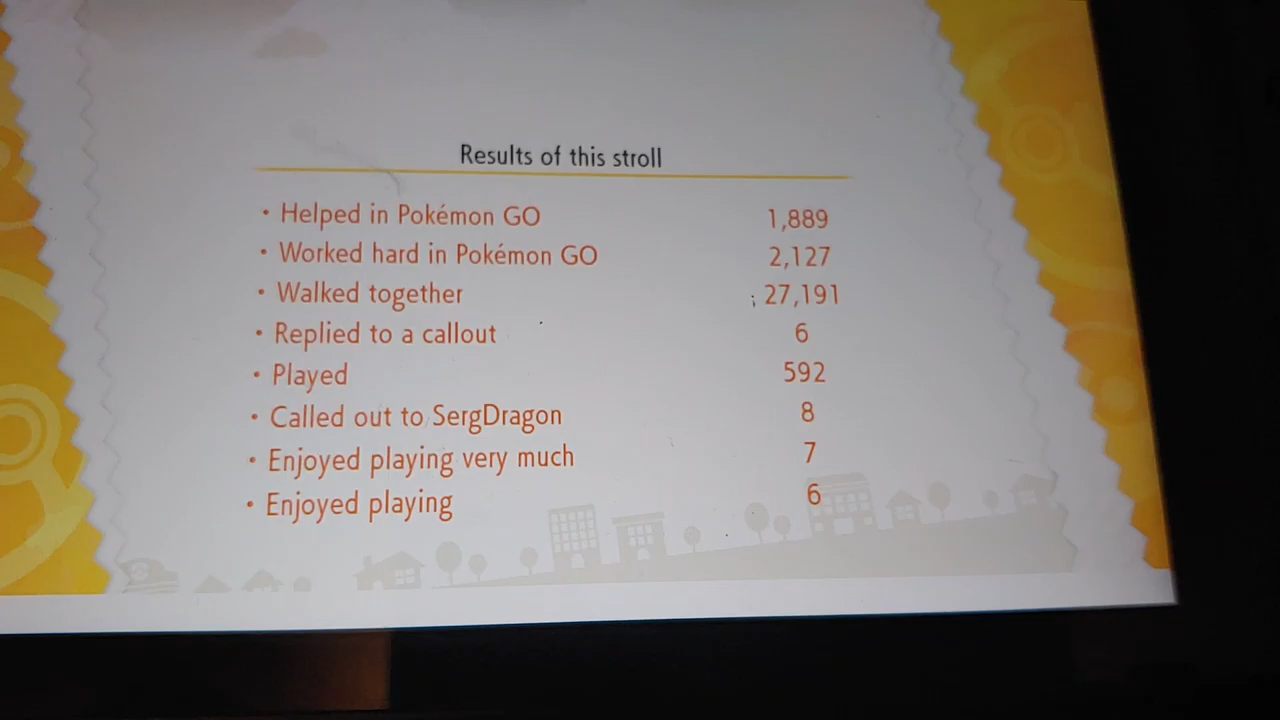 Results of this stroll
• Helped in Pokémon GO 1,889
• Worked hard in Pokémon GO 2,127
• Walked together 27,191
• Replied to a callout 6
• Played 592
• Called out to SergDragon 8
• Enjoyed playing very much 7
• Enjoyed playing 6